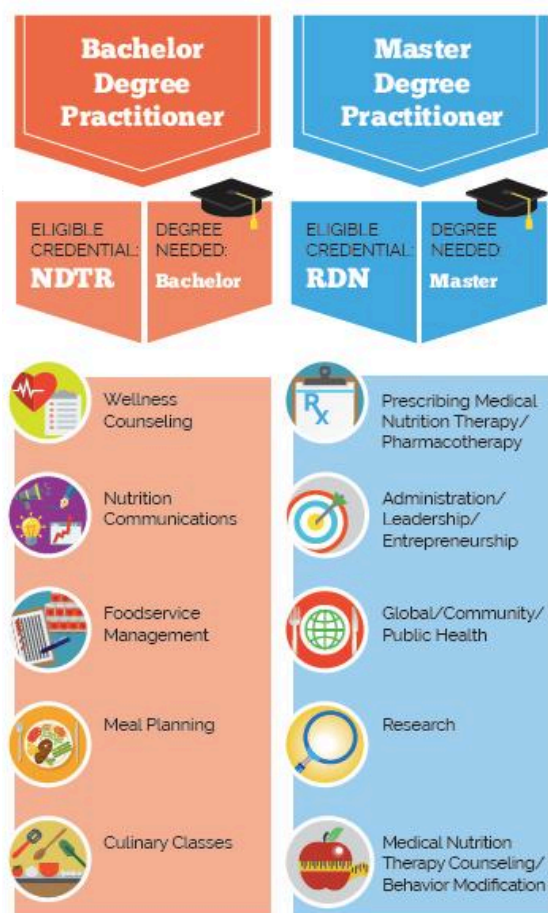 Bachelor
Degree
Practitioner
ELIGIBLE
CREDENTIAL:
NDTR
DEGREE
NEEDED:
Bachelor
Wellness
Counseling
Nutrition
Communications
Foodservice
Management
Meal Planning
Culinary Classes
Master
Degree
Practitioner
ELIGIBLE
CREDENTIAL:
RDN
DEGREE
NEEDED:
Master
Rx
Prescribing Medical
Nutrition Therapy/
Pharmacotherapy
Administration/
Leadership/
Entrepreneurship
Global/Community/
Public Health
Research
Medical Nutrition
Therapy Counseling/
Behavior Modification